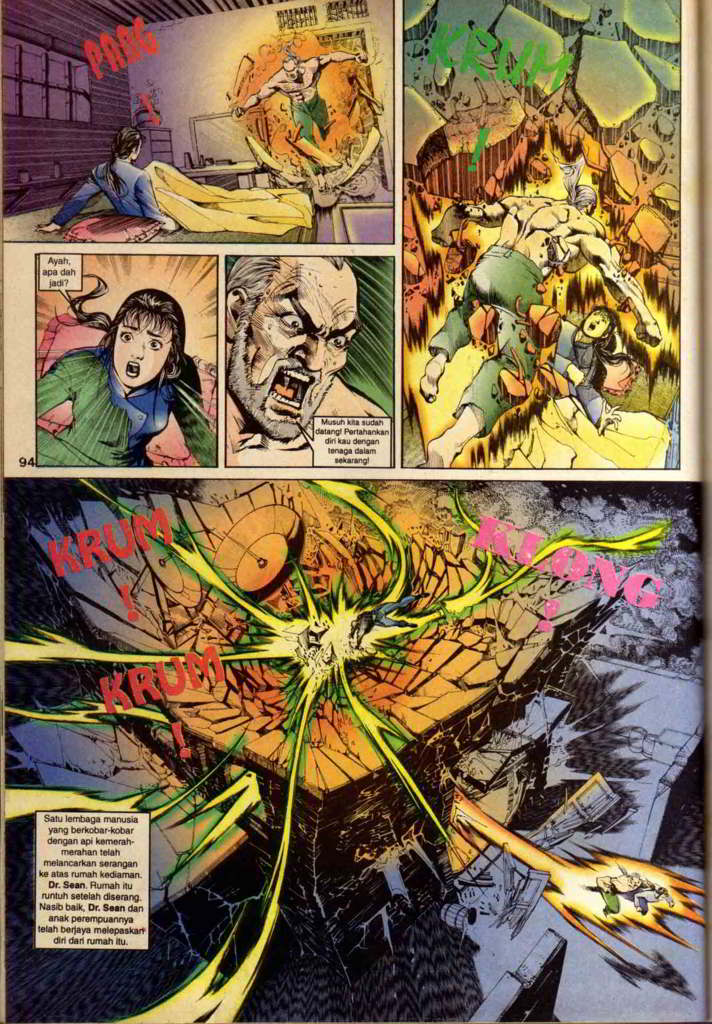 PAAG
!
KRUM
!
Ayah,
apa dah
jadi?
Musuh kita sudah
datang! Pertahankan
diri kau dengan
tenaga dalam
sekarang!
94
KRUM
!
KLONG
!
KRUM
!
Satu lembaga manusia
yang berkobar-kobar
dengan api kemerah-
merahan telah
melancarkan serangan
ke atas rumah kediaman.
Dr. Sean. Rumah itu
runtuh setelah diserang.
Nasib baik, Dr. Sean dan
anak perempuannya
telah berjaya melepaskan
diri dari rumah itu.